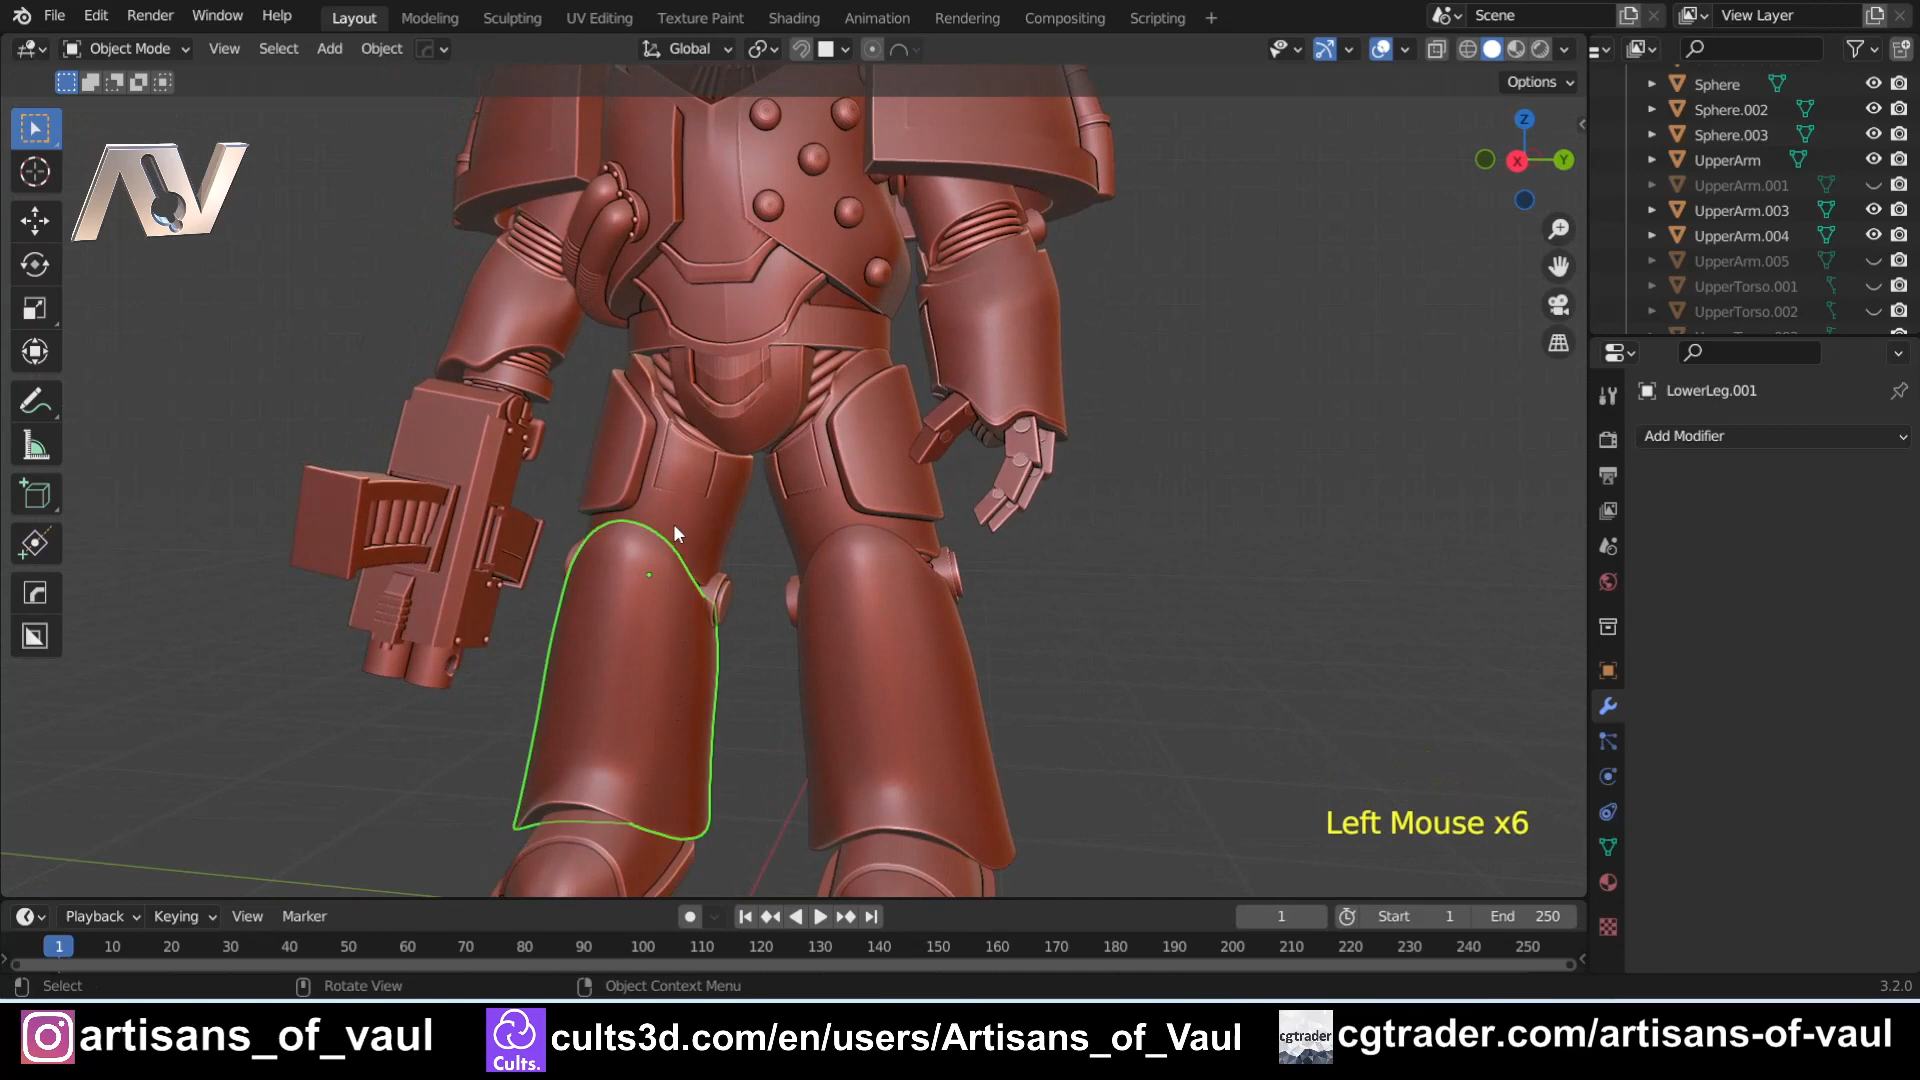 File Edit Render Window Help Layout Modeling Sculpting UV Editing Texture Paint Shading Animation Rendering Compositing Scripting + Scene View Layer
Object Mode View Select Add Object Global
Options
Sphere
Sphere.002
Sphere.003
UpperArm
UpperArm.001
UpperArm.003
UpperArm.004
UpperArm.005
UpperTorso.001
UpperTorso.002
AV
Z
X
Y
LowerLeg.001
Add Modifier
Left Mouse x6
Playback Keying View Marker 1 Start 1 End 250
1 10 20 30 40 50 60 70 80 90 100 110 120 130 140 150 160 170 180 190 200 210 220 230 240 250
Select Rotate View Object Context Menu 3.2.0
artisans_of_vaul Cults. cults3d.com/en/users/Artisans_of_Vaul cgtrader cgtrader.com/artisans-of-vaul